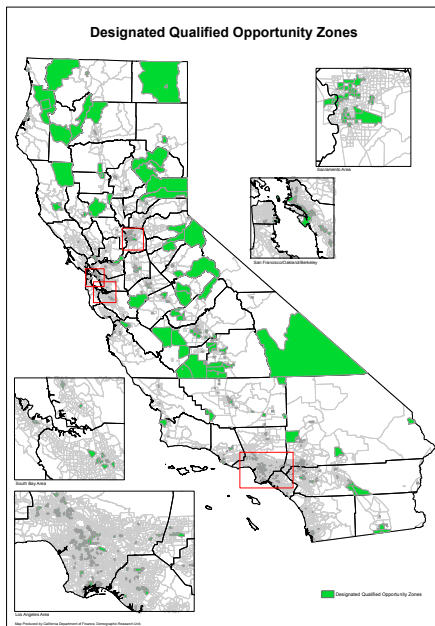 Designated Qualified Opportunity Zones
Sacramento Area
San Francisco/Oakland/Berkeley
South Bay Area
Los Angeles Area
Designated Qualified Opportunity Zones
Map Produced by California Department of Finance, Demographic Research Unit